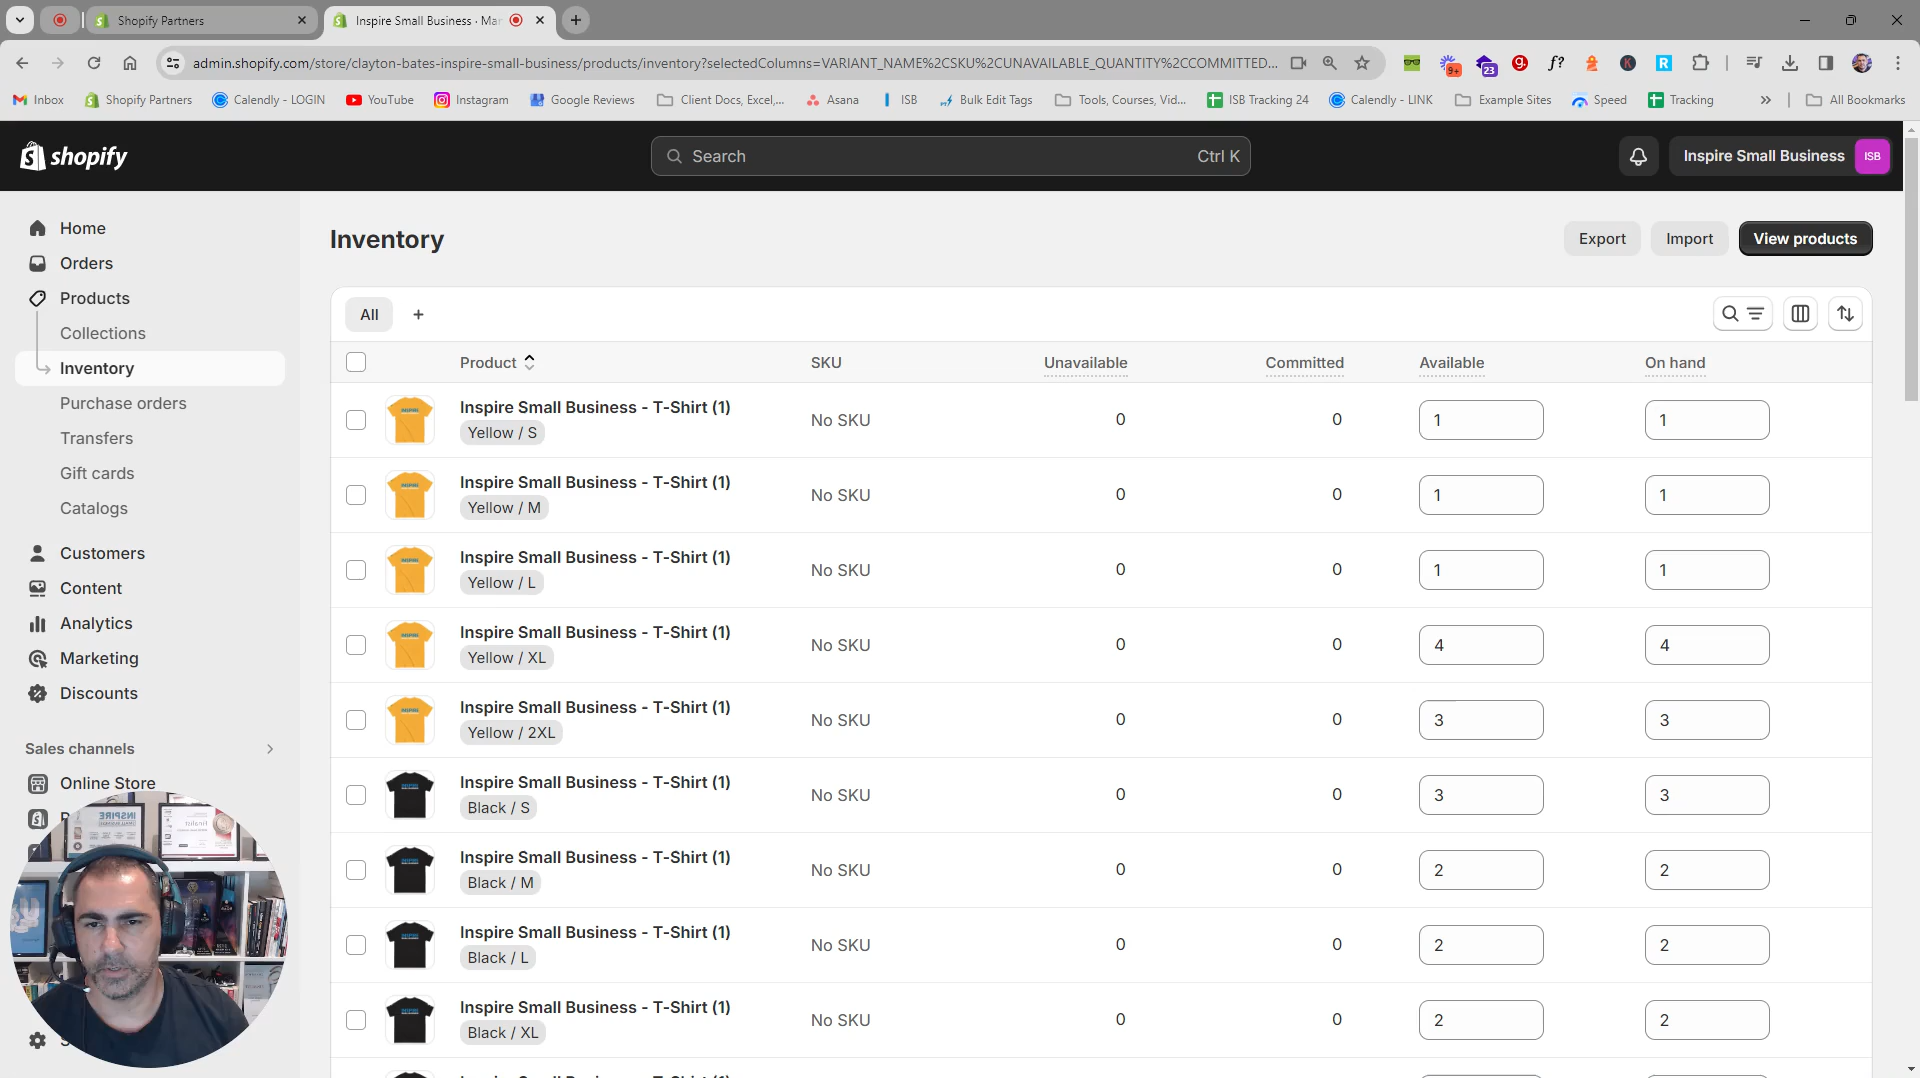 Shopify Partners
Inspire Small Business · Mar
admin.shopify.com/store/clayton-bates-inspire-small-business/products/inventory?selectedColumns=VARIANT_NAME%2CSKU%2CUNAVAILABLE_QUANTITY%2CCOMMITTED...
9+
23
Inbox
Shopify Partners
Calendly - LOGIN
YouTube
Instagram
Google Reviews
Client Docs, Excel,...
Asana
ISB
Bulk Edit Tags
Tools, Courses, Vid...
ISB Tracking 24
Calendly - LINK
Example Sites
Speed
Tracking
All Bookmarks
shopify
Search
Ctrl K
Inspire Small Business
ISB
Home
Orders
Products
Collections
Inventory
Purchase orders
Transfers
Gift cards
Catalogs
Customers
Content
Analytics
Marketing
Discounts
Sales channels
Online Store
Inventory
Export
Import
View products
All
Product
SKU
Unavailable
Committed
Available
On hand
Inspire Small Business - T-Shirt (1)
Yellow / S
No SKU
0
0
1
1
Inspire Small Business - T-Shirt (1)
Yellow / M
No SKU
0
0
1
1
Inspire Small Business - T-Shirt (1)
Yellow / L
No SKU
0
0
1
1
Inspire Small Business - T-Shirt (1)
Yellow / XL
No SKU
0
0
4
4
Inspire Small Business - T-Shirt (1)
Yellow / 2XL
No SKU
0
0
3
3
Inspire Small Business - T-Shirt (1)
Black / S
No SKU
0
0
3
3
Inspire Small Business - T-Shirt (1)
Black / M
No SKU
0
0
2
2
Inspire Small Business - T-Shirt (1)
Black / L
No SKU
0
0
2
2
Inspire Small Business - T-Shirt (1)
Black / XL
No SKU
0
0
2
2